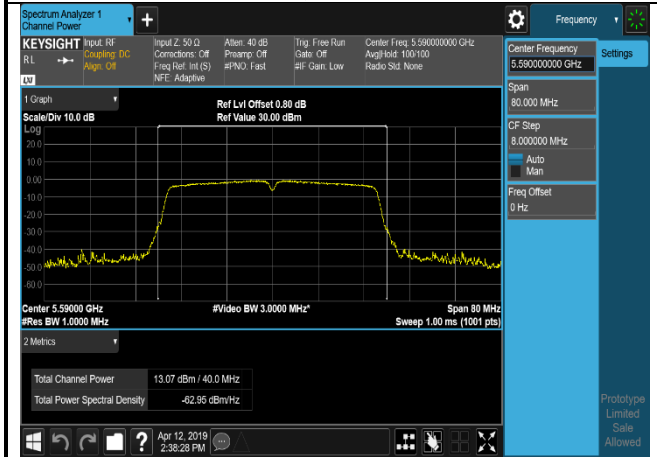 Spectrum Analyzer 1
Channel Power
+
Frequency
KEYSIGHT
RL
LXI
Input: RF
Coupling: DC
Align: Off
Input Z: 50 Ω
Corrections: Off
Freq Ref: Int (S)
NFE: Adaptive
Atten: 40 dB
Preamp: Off
#PNO: Fast
Trig: Free Run
Gate: Off
#IF Gain: Low
Center Freq: 5.590000000 GHz
Avg|Hold: 100/100
Radio Std: None
Center Frequency
5.590000000 GHz
Settings
Span
80.000 MHz
CF Step
8.000000 MHz
Auto
Man
Freq Offset
0 Hz
1 Graph
Scale/Div 10.0 dB
Ref Lvl Offset 0.80 dB
Ref Value 30.00 dBm
Log
20.0
10.0
0.00
-10.0
-20.0
-30.0
-40.0
-50.0
-60.0
Center 5.59000 GHz
#Video BW 3.0000 MHz*
Span 80 MHz
#Res BW 1.0000 MHz
Sweep 1.00 ms (1001 pts)
2 Metrics
Total Channel Power 13.07 dBm / 40.0 MHz
Total Power Spectral Density -62.95 dBm/Hz
Prototype
Limited
Sale
Allowed
?
Apr 12, 2019
2:38:28 PM